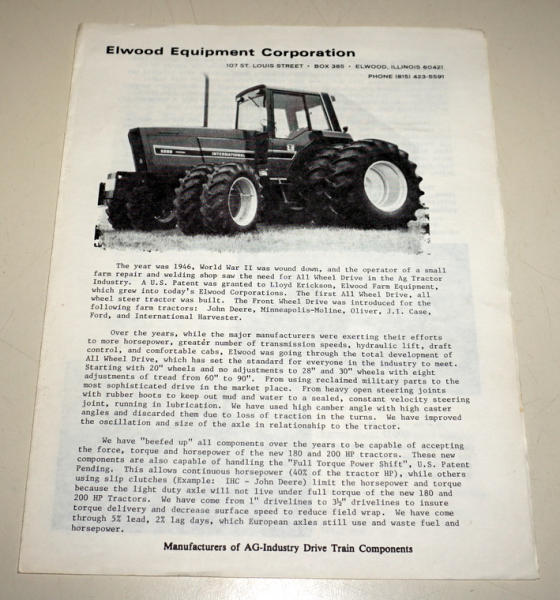 Elwood Equipment Corporation
107 ST. LOUIS STREET • BOX 385 • ELWOOD, ILLINOIS 60421
PHONE (815) 423-5591
INTERNATIONAL
The year was 1946, World War II was wound down, and the operator of a small
farm repair and welding shop saw the need for All Wheel Drive in the Ag Tractor
Industry. A U.S. Patent was granted to Lloyd Erickson, Elwood Farm Equipment,
which grew into today's Elwood Corporations. The first All Wheel Drive, all
wheel steer tractor was built. The Front Wheel Drive was introduced for the
following farm tractors: John Deere, Minneapolis-Moline, Oliver, J.I. Case,
Ford, and International Harvester.
Over the years, while the major manufacturers were exerting their efforts
to more horsepower, greater number of transmission speeds, hydraulic lift, draft
control, and comfortable cabs, Elwood was going through the total development of
All Wheel Drive, which has set the standard for everyone in the industry to meet.
Starting with 20" wheels and no adjustments to 28" and 30" wheels with eight
adjustments of tread from 60" to 90". From using reclaimed military parts to the
most sophisticated drive in the market place. From heavy open steering joints
with rubber boots to keep out mud and water to a sealed, constant velocity steering
joint, running in lubrication. We have used high camber angle with high caster
angles and discarded them due to loss of traction in the turns. We have improved
the oscillation and size of the axle in relationship to the tractor.
We have "beefed up" all components over the years to be capable of accepting
the force, torque and horsepower of the new 180 and 200 HP tractors. These new
components are also capable of handling the "Full Torque Power Shift", U.S. Patent
Pending. This allows continuous horsepower (40% of the tractor HP), while others
using slip clutches (Example: IHC - John Deere) limit the horsepower and torque
because the light duty axle will not live under full torque of the new 180 and
200 HP Tractors. We have come from 1" drivelines to 3½" drivelines to insure
torque delivery and decrease surface speed to reduce field wrap. We have come
through 5% lead, 2% lag days, which European axles still use and waste fuel and
horsepower.
Manufacturers of AG-Industry Drive Train Components